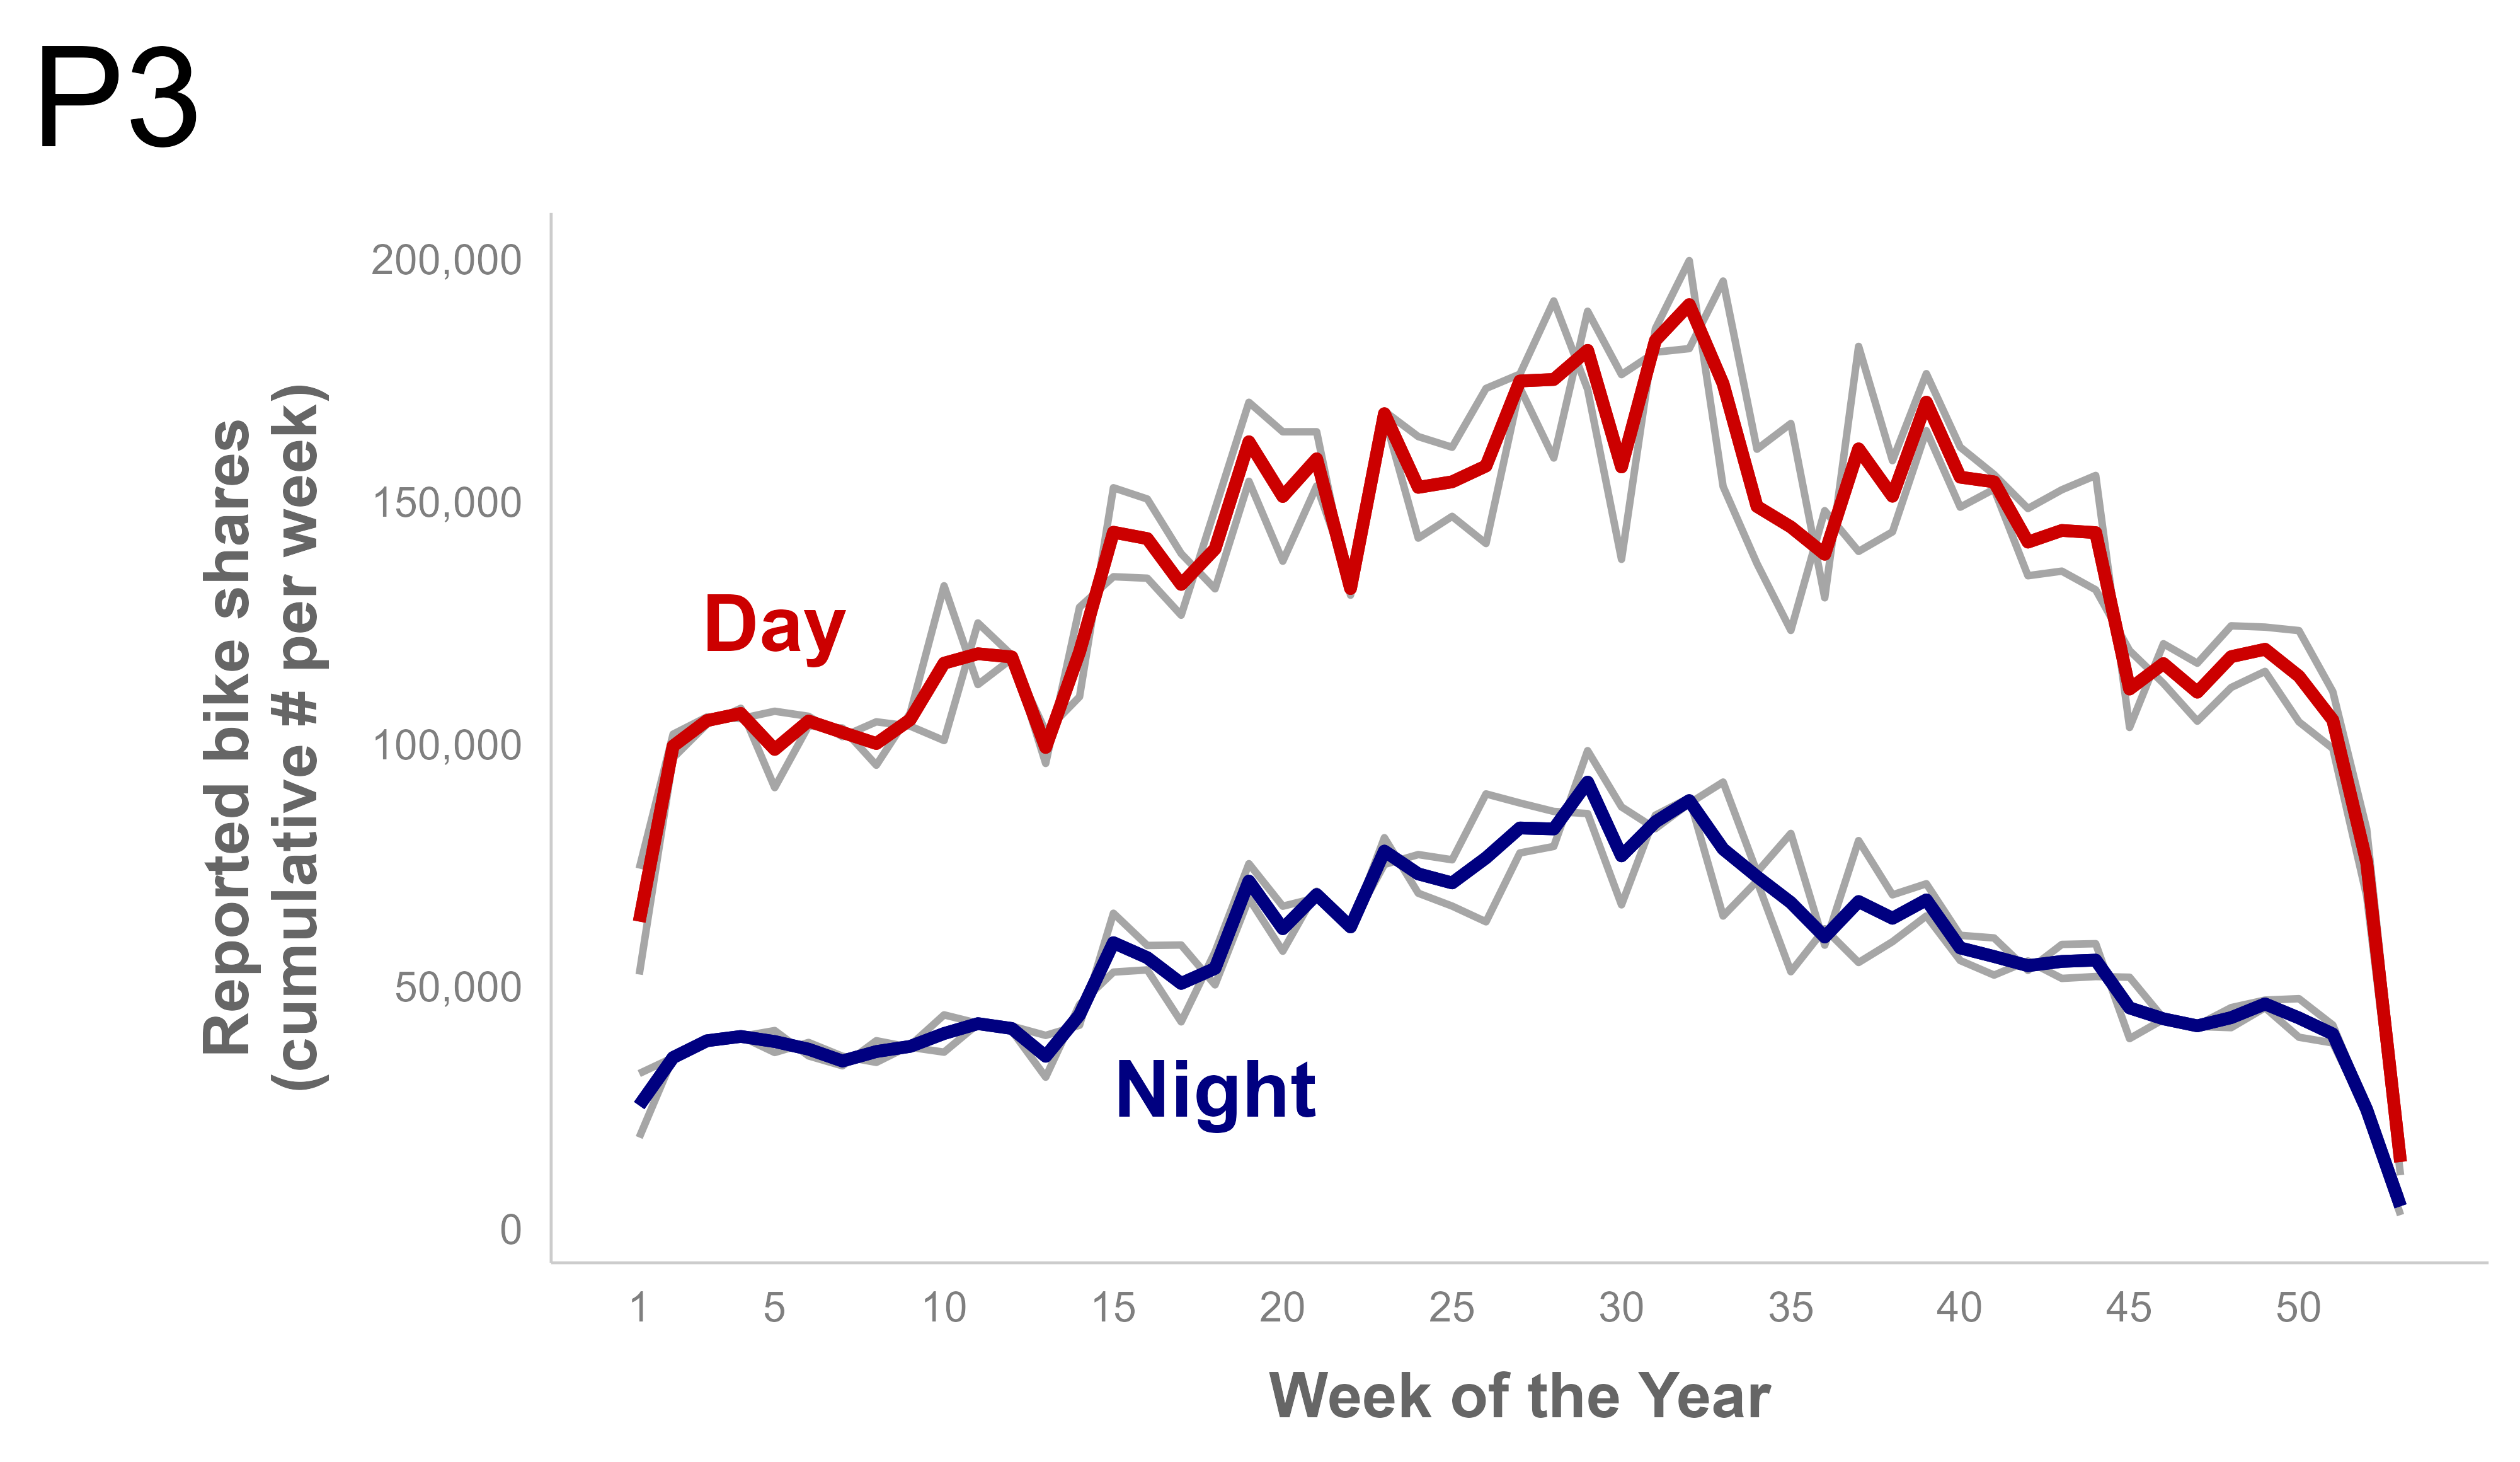 P3
Reported bike shares
(cumulative # per week)
200,000
150,000
100,000
50,000
0
Day
Night
1 5 10 15 20 25 30 35 40 45 50
Week of the Year